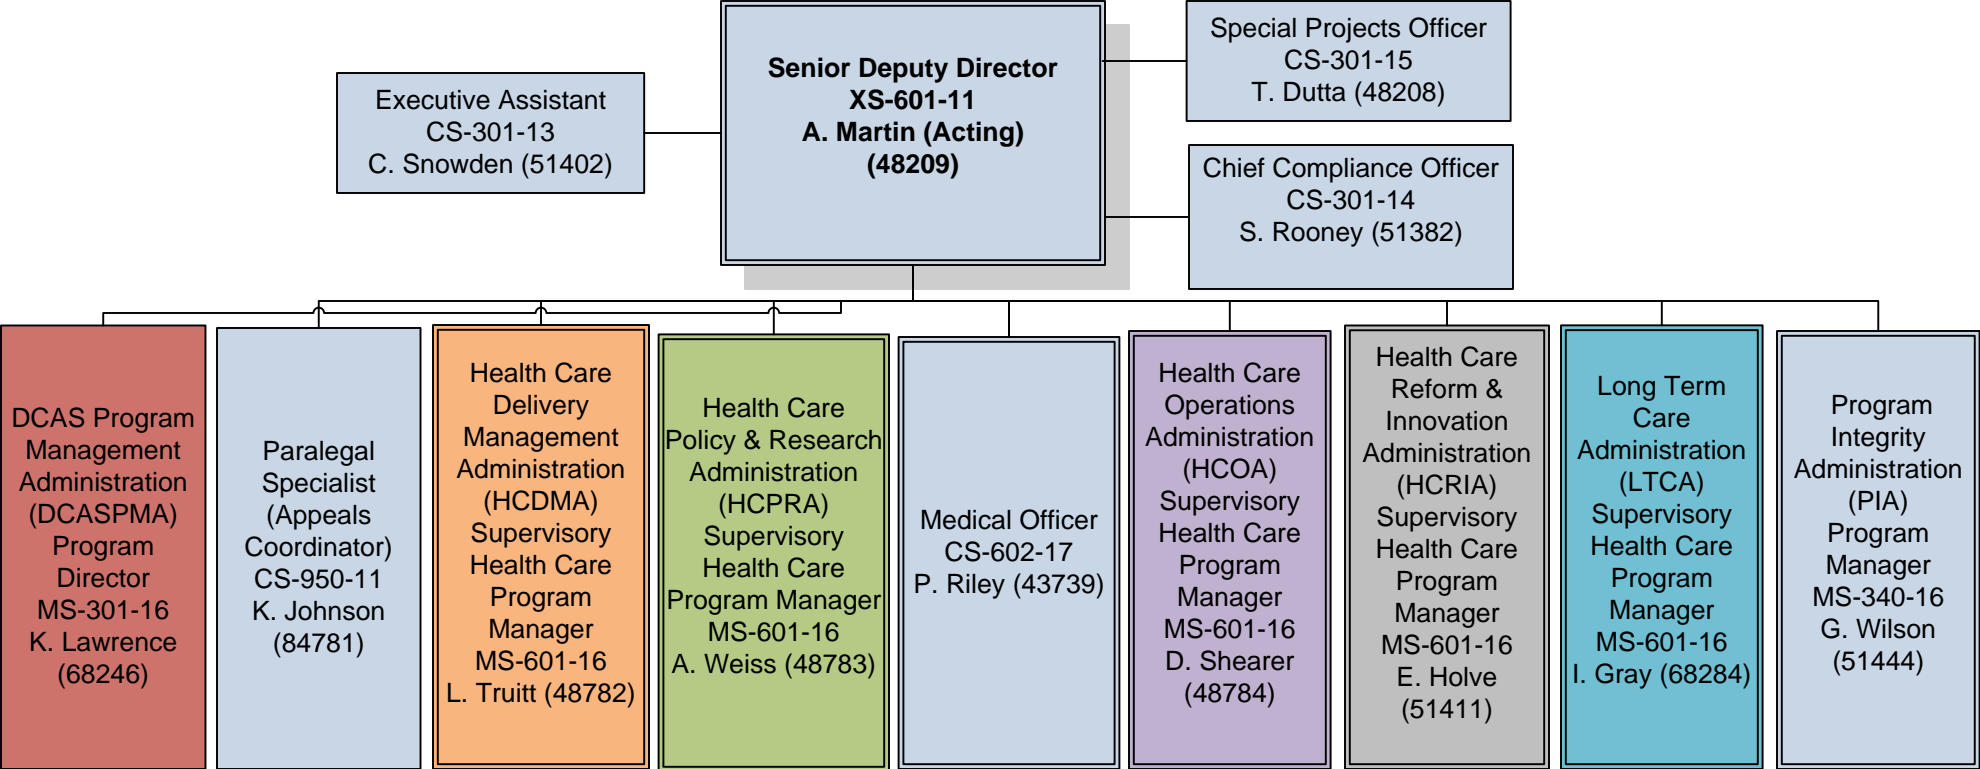 Executive Assistant
CS-301-13
C. Snowden (51402)
Senior Deputy Director
XS-601-11
A. Martin (Acting)
(48209)
Special Projects Officer
CS-301-15
T. Dutta (48208)
Chief Compliance Officer
CS-301-14
S. Rooney (51382)
DCAS Program
Management
Administration
(DCASPMA)
Program
Director
MS-301-16
K. Lawrence
(68246)
Paralegal
Specialist
(Appeals
Coordinator)
CS-950-11
K. Johnson
(84781)
Health Care
Delivery
Management
Administration
(HCDMA)
Supervisory
Health Care
Program
Manager
MS-601-16
L. Truitt (48782)
Health Care
Policy & Research
Administration
(HCPRA)
Supervisory
Health Care
Program Manager
MS-601-16
A. Weiss (48783)
Medical Officer
CS-602-17
P. Riley (43739)
Health Care
Operations
Administration
(HCOA)
Supervisory
Health Care
Program
Manager
MS-601-16
D. Shearer
(48784)
Health Care
Reform &
Innovation
Administration
(HCRIA)
Supervisory
Health Care
Program
Manager
MS-601-16
E. Holve
(51411)
Long Term
Care
Administration
(LTCA)
Supervisory
Health Care
Program
Manager
MS-601-16
I. Gray (68284)
Program
Integrity
Administration
(PIA)
Program
Manager
MS-340-16
G. Wilson
(51444)